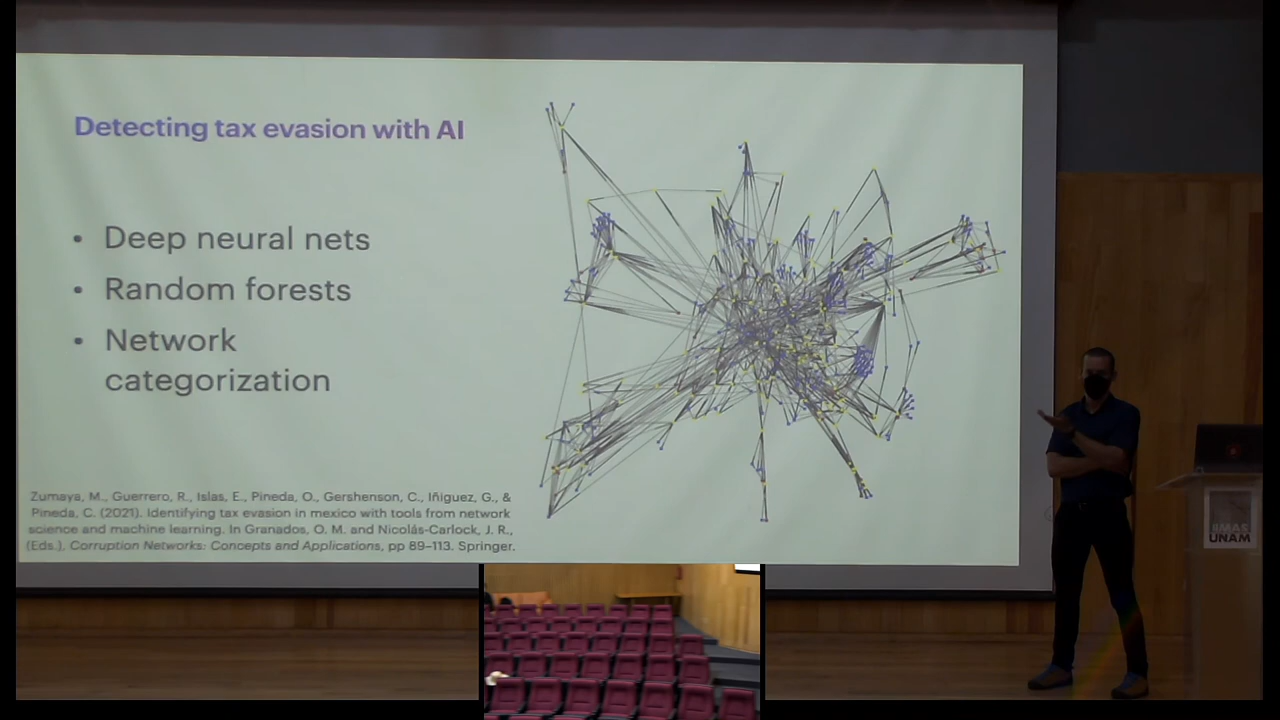 Detecting tax evasion with AI
• Deep neural nets
• Random forests
• Network
categorization
Zumaya, M., Guerrero, R., Islas, E., Pineda, O., Gershenson, C., Iñiguez, G., &
Pineda, C. (2021). Identifying tax evasion in mexico with tools from network
science and machine learning. In Granados, O. M. and Nicolás-Carlock, J. R.,
(Eds.), Corruption Networks: Concepts and Applications, pp 89–113. Springer.
IIMAS
UNAM